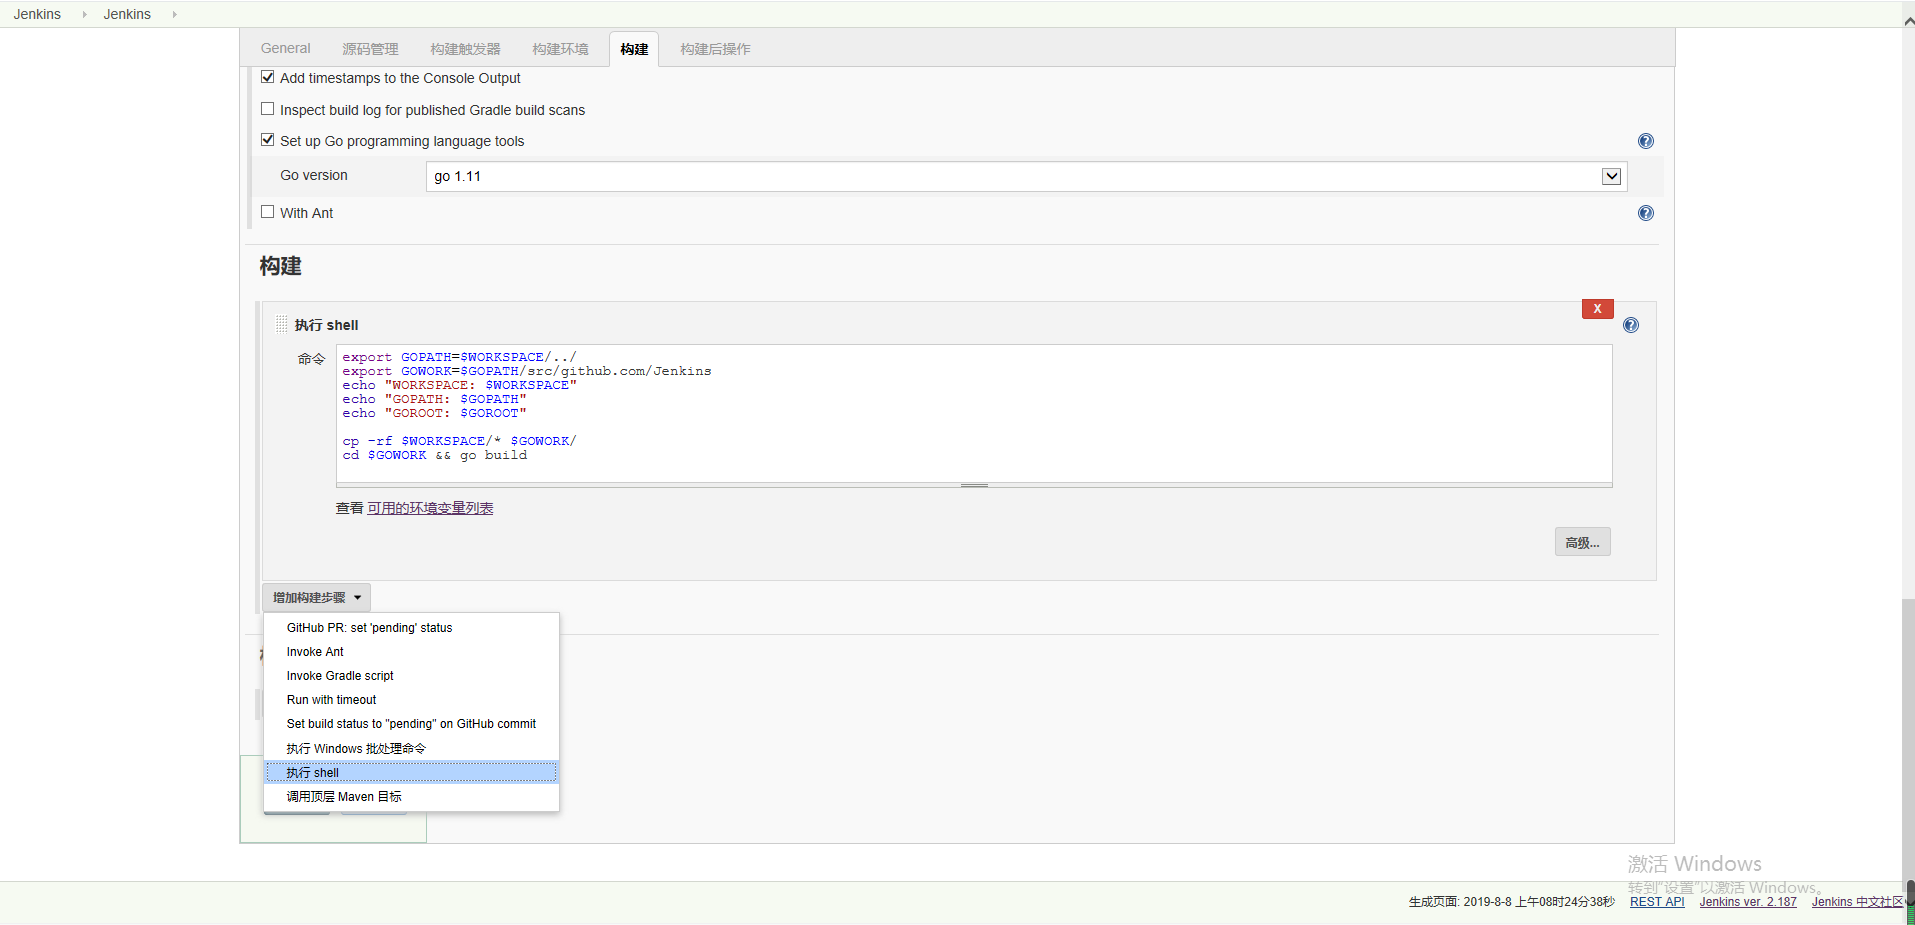 Jenkins Jenkins
General 源码管理 构建触发器 构建环境 构建 构建后操作
Add timestamps to the Console Output
Inspect build log for published Gradle build scans
Set up Go programming language tools
Go version go 1.11
With Ant
构建
X
执行 shell
命令
export GOPATH=$WORKSPACE/../
export GOWORK=$GOPATH/src/github.com/Jenkins
echo "WORKSPACE: $WORKSPACE"
echo "GOPATH: $GOPATH"
echo "GOROOT: $GOROOT"
cp -rf $WORKSPACE/* $GOWORK/
cd $GOWORK && go build
查看 可用的环境变量列表
高级...
增加构建步骤
GitHub PR: set 'pending' status
Invoke Ant
Invoke Gradle script
Run with timeout
Set build status to "pending" on GitHub commit
执行 Windows 批处理命令
执行 shell
调用顶层 Maven 目标
激活 Windows
转到"设置"以激活 Windows。
生成页面: 2019-8-8 上午08时24分38秒 REST API Jenkins ver. 2.187 Jenkins 中文社区